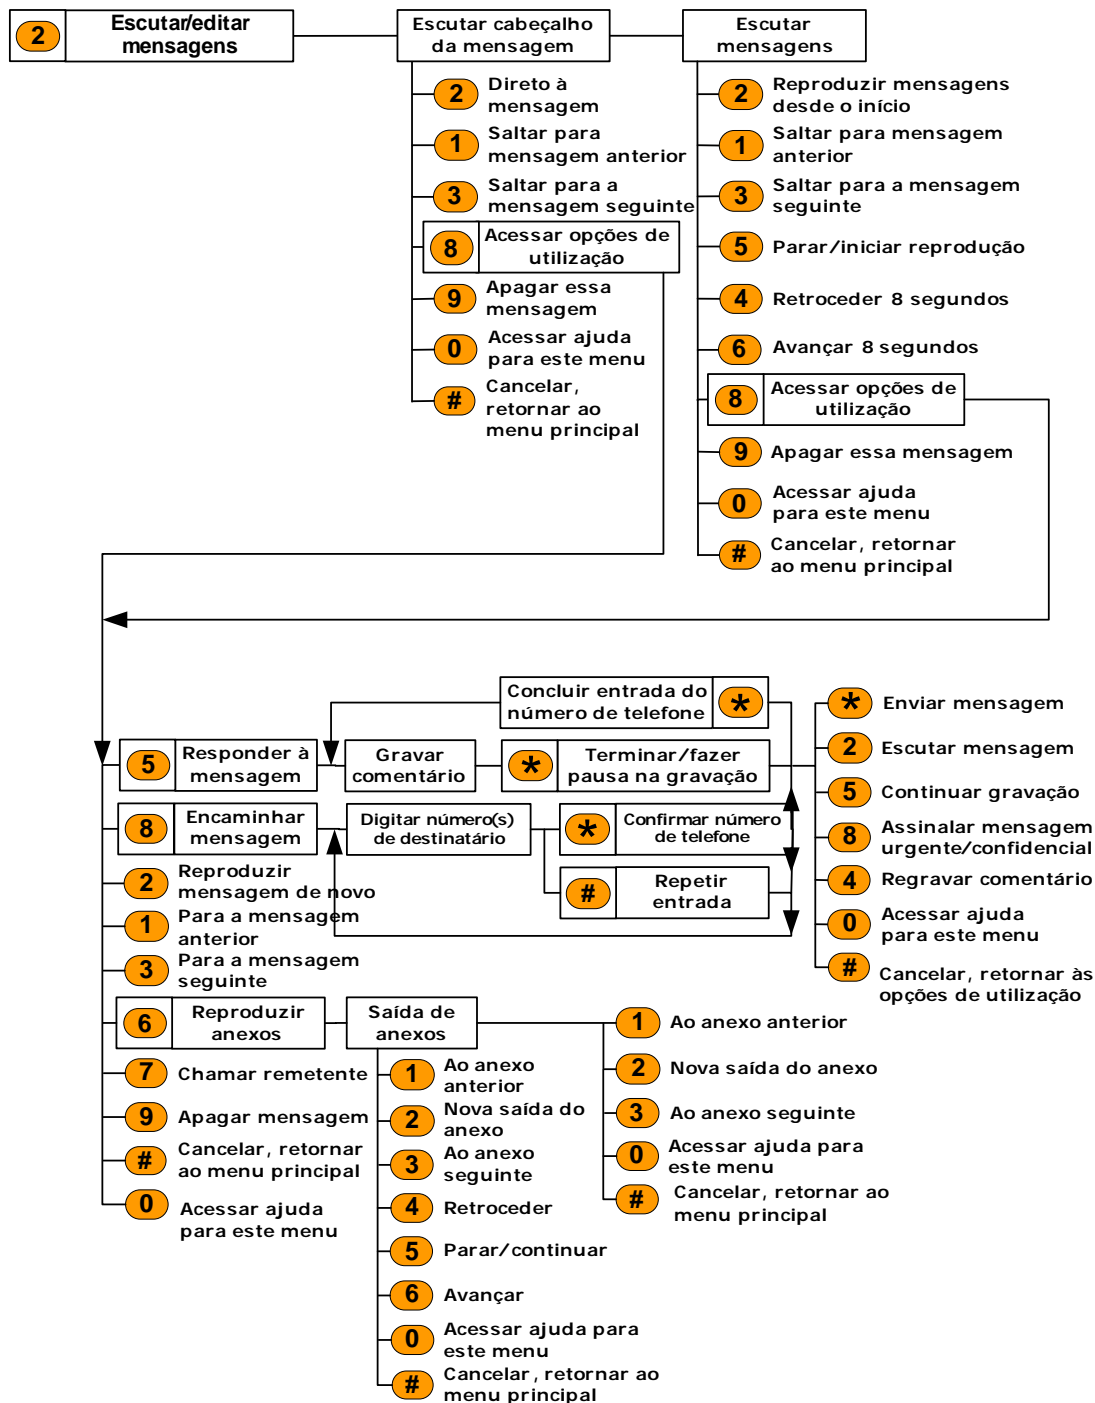 2 Escutar/editar
mensagens
Escutar cabeçalho
da mensagem
2 Direto à
mensagem
1 Saltar para
mensagem anterior
3 Saltar para a
mensagem seguinte
8 Acessar opções de
utilização
9 Apagar essa
mensagem
0 Acessar ajuda
para este menu
# Cancelar,
retornar ao
menu principal
Escutar
mensagens
2 Reproduzir mensagens
desde o início
1 Saltar para mensagem
anterior
3 Saltar para a mensagem
seguinte
5 Parar/iniciar reprodução
4 Retroceder 8 segundos
6 Avançar 8 segundos
8 Acessar opções de
utilização
9 Apagar essa mensagem
0 Acessar ajuda
para este menu
# Cancelar, retornar
ao menu principal
Concluir entrada do
número de telefone *
5 Responder à
mensagem
Gravar
comentário
* Terminar/fazer
pausa na gravação
* Enviar mensagem
2 Escutar mensagem
5 Continuar gravação
8 Assinalar mensagem
urgente/confidencial
4 Regravar comentário
0 Acessar ajuda
para este menu
# Cancelar, retornar às
opções de utilização
8 Encaminhar
mensagem
Digitar número(s)
de destinatário
* Confirmar número
de telefone
# Repetir
entrada
2 Reproduzir
mensagem de novo
1 Para a mensagem
anterior
3 Para a mensagem
seguinte
6 Reproduzir
anexos
Saída de
anexos
1 Ao anexo anterior
2 Nova saída do anexo
3 Ao anexo seguinte
0 Acessar ajuda para
este menu
# Cancelar, retornar ao
menu principal
1 Ao anexo
anterior
2 Nova saída do
anexo
3 Ao anexo
seguinte
4 Retroceder
5 Parar/continuar
6 Avançar
0 Acessar ajuda para
este menu
# Cancelar, retornar ao
menu principal
7 Chamar remetente
9 Apagar mensagem
# Cancelar, retornar
ao menu principal
0 Acessar ajuda
para este menu